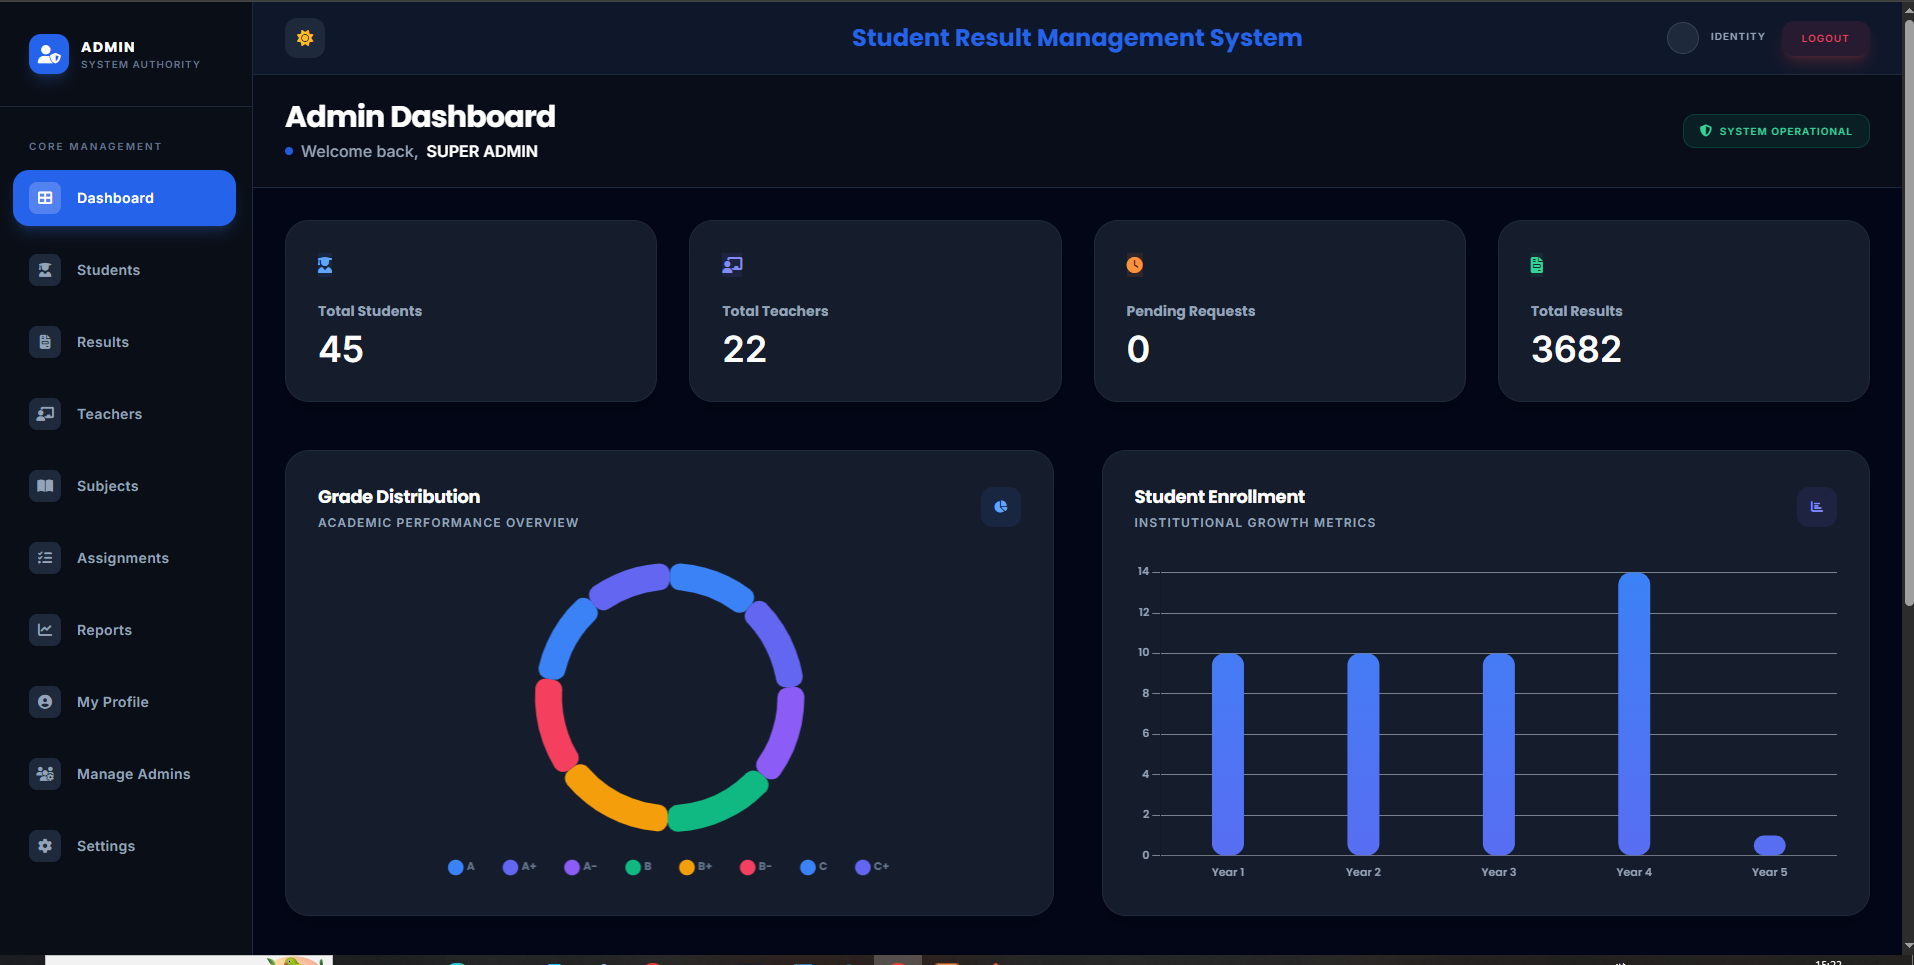 ADMIN
SYSTEM AUTHORITY
CORE MANAGEMENT
Dashboard
Students
Results
Teachers
Subjects
Assignments
Reports
My Profile
Manage Admins
Settings
Student Result Management System
IDENTITY
LOGOUT
Admin Dashboard
Welcome back, SUPER ADMIN
SYSTEM OPERATIONAL
Total Students
45
Total Teachers
22
Pending Requests
0
Total Results
3682
Grade Distribution
ACADEMIC PERFORMANCE OVERVIEW
A A+ A- B B+ B- C C+
Student Enrollment
INSTITUTIONAL GROWTH METRICS
14
12
10
8
6
4
2
0
Year 1 Year 2 Year 3 Year 4 Year 5